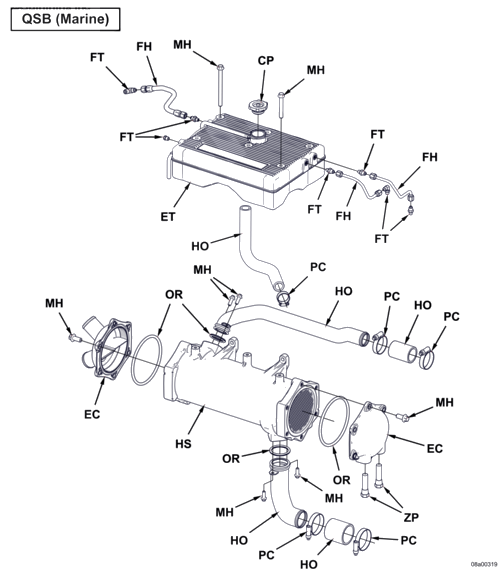 QSB (Marine)
MH
CP
FH
MH
FT
FT
FT
FH
ET
FT
FH
FT
HO
MH
PC
OR
HO
PC
HO
PC
MH
EC
MH
HS
EC
OR
OR
MH
MH
ZP
HO
PC
HO
PC
08a00319